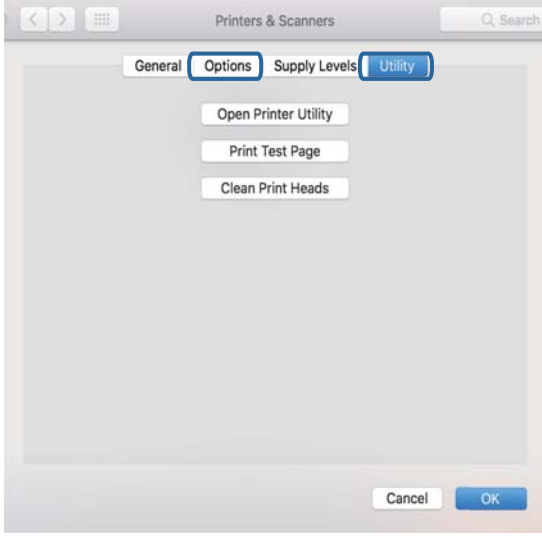 Printers & Scanners Search
General Options Supply Levels Utility
Open Printer Utility
Print Test Page
Clean Print Heads
Cancel OK